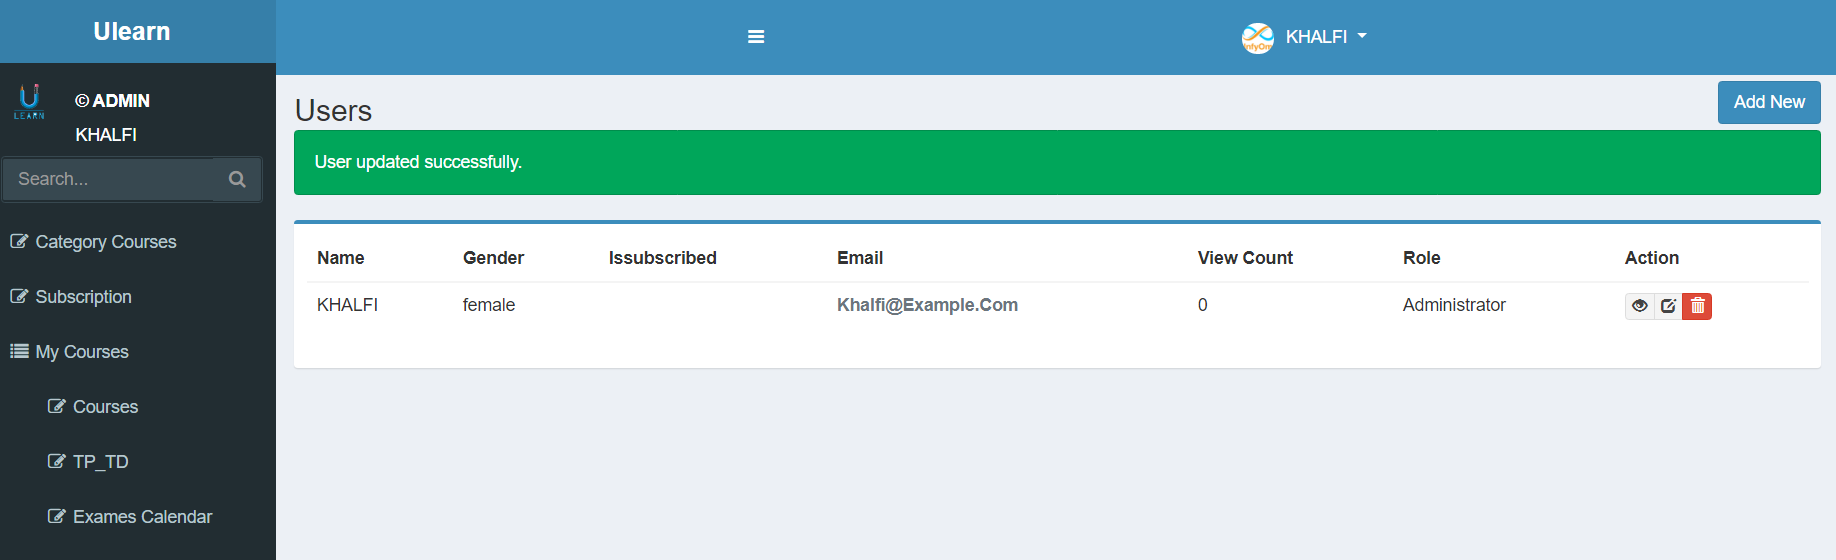 Ulearn
KHALFI
LEARN
© ADMIN
KHALFI
Search...
Category Courses
Subscription
My Courses
Courses
TP_TD
Exames Calendar
Users
Add New
User updated successfully.
Name Gender Issubscribed Email View Count Role Action
KHALFI female Khalfi@Example.Com 0 Administrator